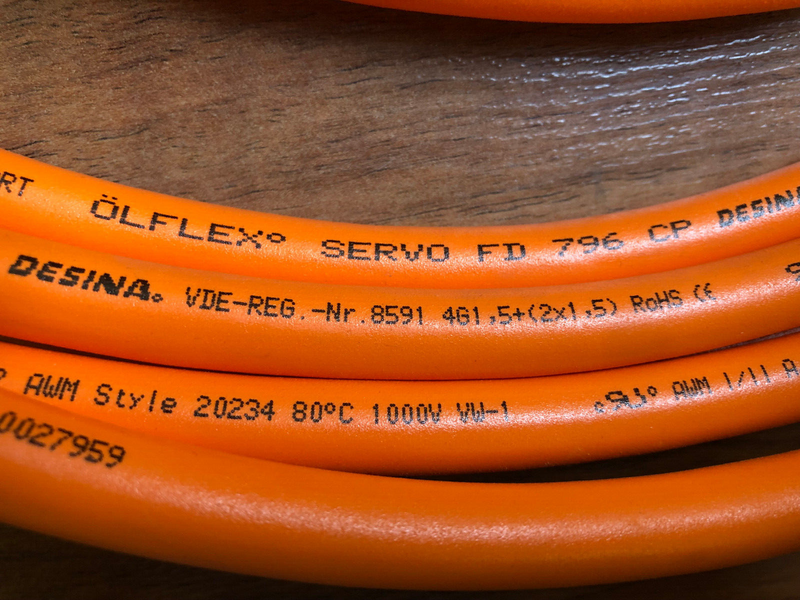 RT ÖLFLEX® SERVO FD 796 CP DESINA
DESINA® VDE-REG.-Nr.8591 4G1,5+(2x1,5) RoHS CE
AWM Style 20234 80°C 1000V VW-1 cRU° AWM I/II A
0027959